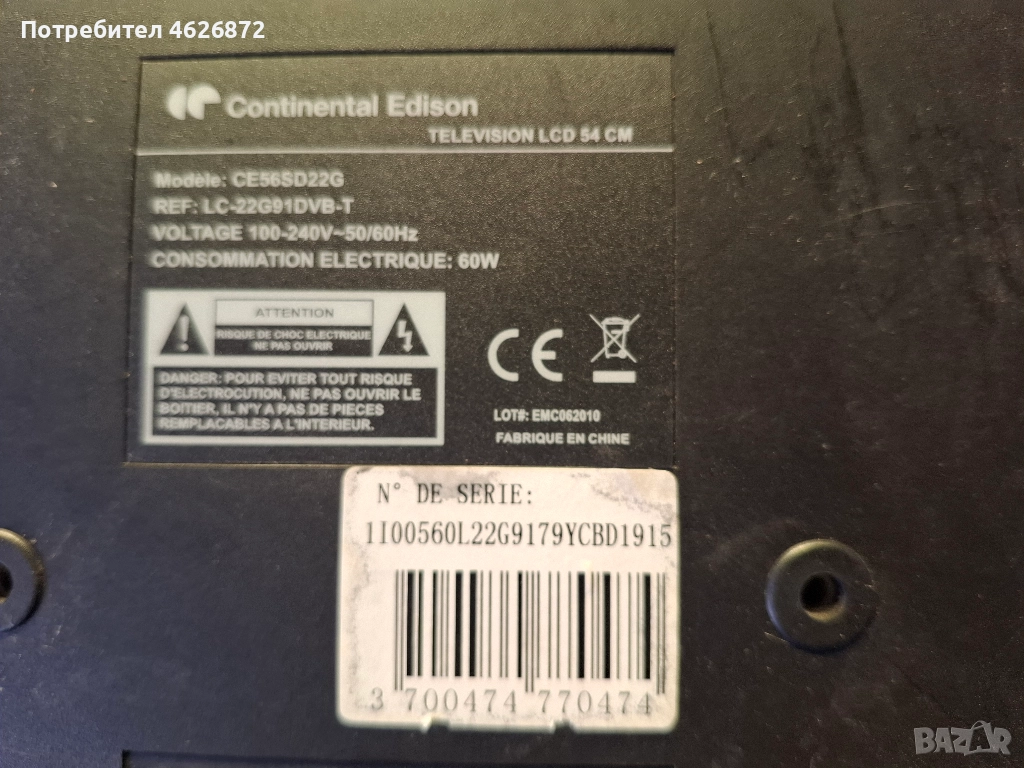 Потребител 4626872
Continental Edison
TELEVISION LCD 54 CM
Modèle: CE56SD22G
REF: LC-22G91DVB-T
VOLTAGE 100-240V~50/60Hz
CONSOMMATION ELECTRIQUE: 60W
ATTENTION
RISQUE DE CHOC ELECTRIQUE
NE PAS OUVRIR
DANGER: POUR EVITER TOUT RISQUE
D'ELECTROCUTION, NE PAS OUVRIR LE
BOITIER, IL N'Y A PAS DE PIECES
REMPLACABLES A L'INTERIEUR.
CE
LOT#: EMC062010
FABRIQUE EN CHINE
N° DE SERIE:
1I00560L22G9179YCBD1915
3 700474 770474
BAZAR